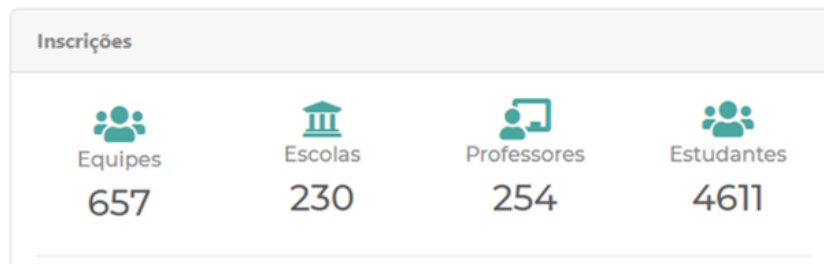 Inscrições
Equipes
Escolas
Professores
Estudantes
657
230
254
4611